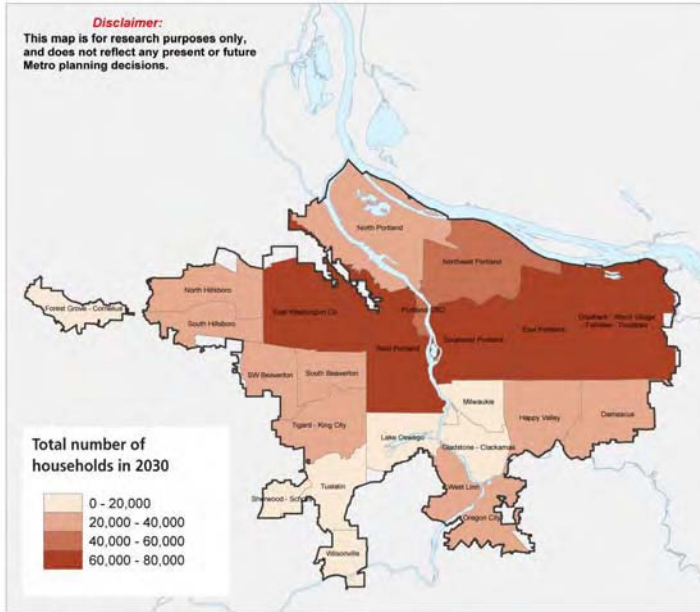 Disclaimer:
This map is for research purposes only,
and does not reflect any present or future
Metro planning decisions.
North Portland
Northeast Portland
North Hillsboro
Forest Grove - Cornelius
South Hillsboro
East Washington Co.
Portland CBD
West Portland
Southeast Portland
East Portland
Gresham - Wood Village
- Fairview - Troutdale
SW Beaverton
South Beaverton
Milwaukie
Happy Valley
Damascus
Tigard - King City
Lake Oswego
Gladstone - Clackamas
Tualatin
West Linn
Sherwood -
Oregon City
Wilsonville
Total number of
households in 2030
0 - 20,000
20,000 - 40,000
40,000 - 60,000
60,000 - 80,000